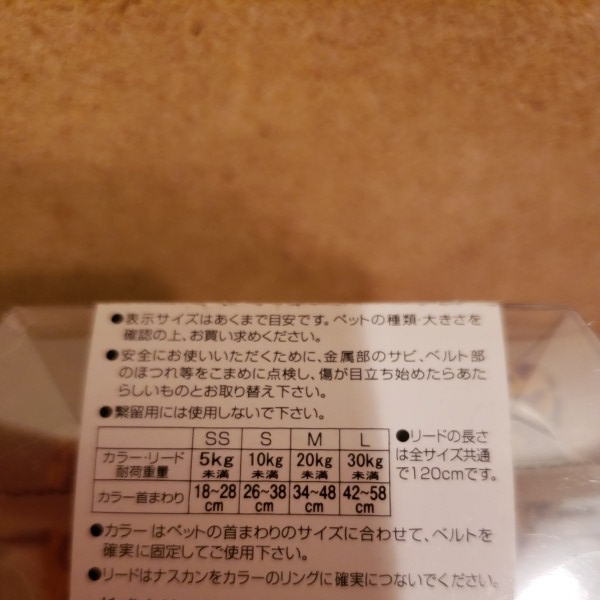 ●表示サイズはあくまで目安です。ペットの種類・大きさを
確認の上、お買い求めください。
●安全にお使いいただくために、金属部のサビ、ベルト部
のほつれ等をこまめに点検し、傷が目立ち始めたらあた
らしいものとお取り替え下さい。
●繋留用には使用しないで下さい。
SS S M L
カラー・リード 5kg 10kg 20kg 30kg
耐荷重量 未満 未満 未満 未満
カラー首まわり 18~28 26~38 34~48 42~58
cm cm cm cm
●リードの長さ
は全サイズ共通
で120cmです。
●カラーはペットの首まわりのサイズに合わせて、ベルトを
確実に固定してご使用下さい。
●リードはナスカンをカラーのリングに確実につないでください。